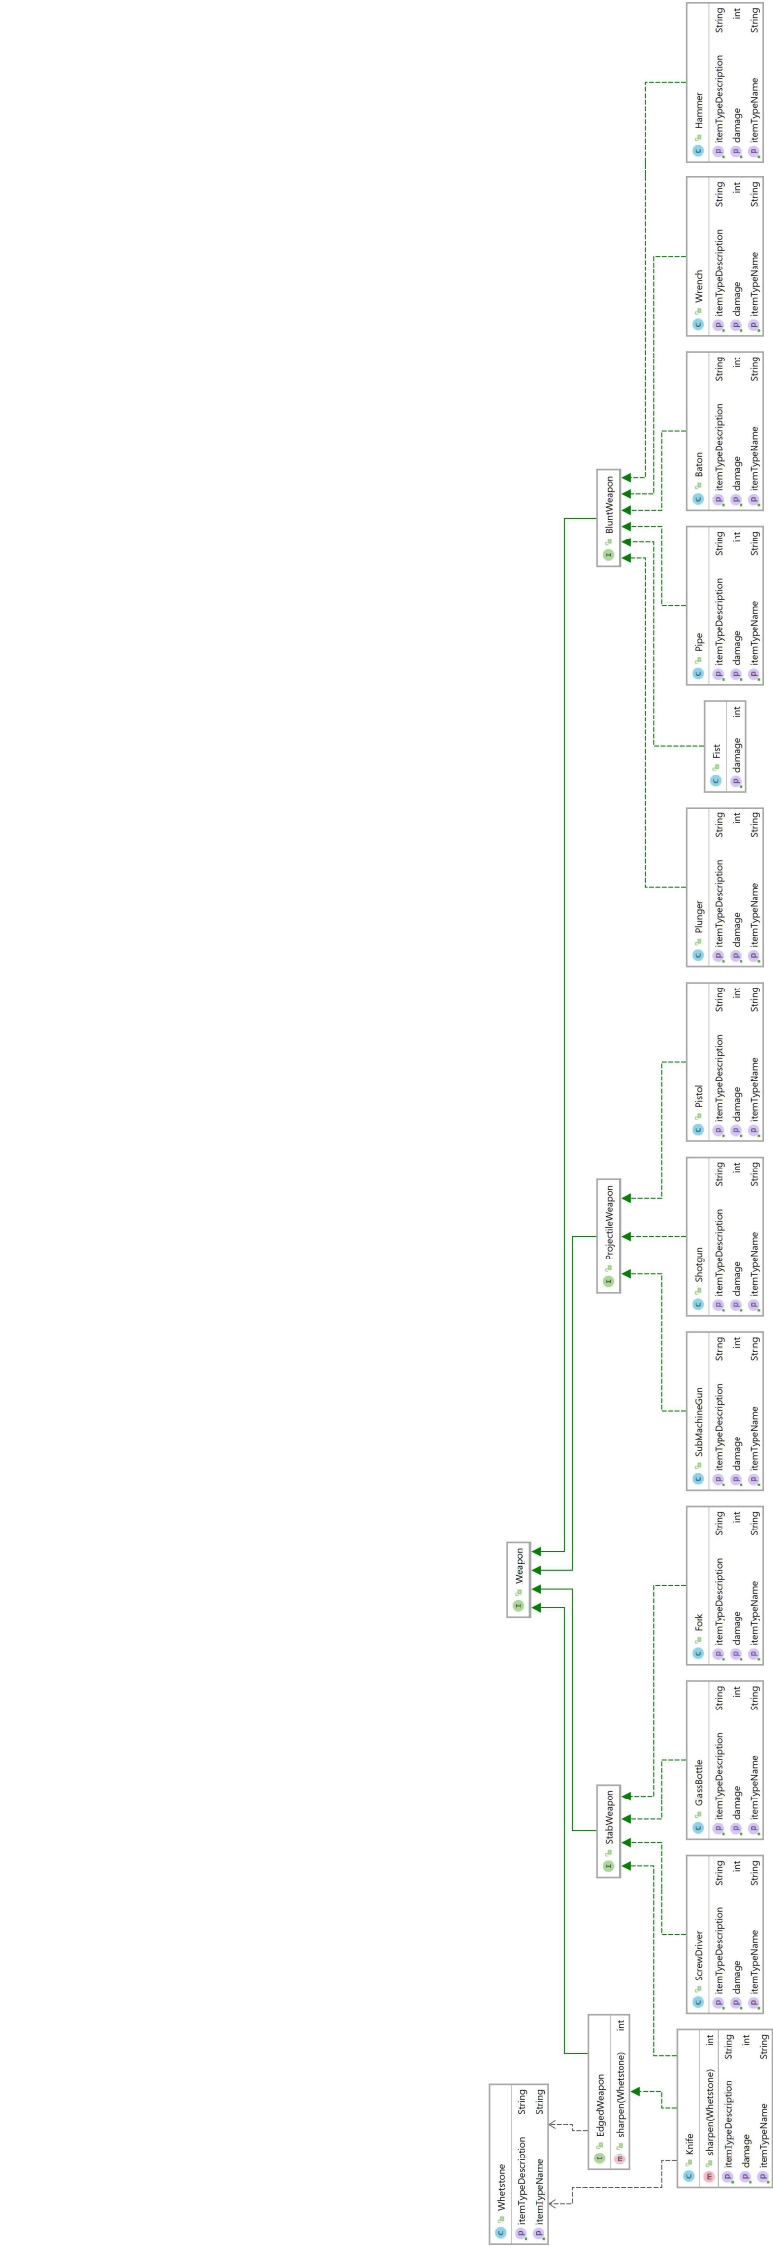 C Whetstone
P itemTypeDescription String
P itemTypeName String
I Weapon
I EdgedWeapon
m sharpen(Whetstone) int
I StabWeapon
I ProjectileWeapon
I BluntWeapon
C Knife
m sharpen(Whetstone) int
P itemTypeDescription String
P damage int
P itemTypeName String
C ScrewDriver
P itemTypeDescription String
P damage int
P itemTypeName String
C GassBottle
P itemTypeDescription String
P damage int
P itemTypeName String
C Fork
P itemTypeDescription String
P damage int
P itemTypeName String
C SubMachineGun
P itemTypeDescription String
P damage int
P itemTypeName String
C Shotgun
P itemTypeDescription String
P damage int
P itemTypeName String
C Pistol
P itemTypeDescription String
P damage int
P itemTypeName String
C Plunger
P itemTypeDescription String
P damage int
P itemTypeName String
C Fist
P damage int
C Pipe
P itemTypeDescription String
P damage int
P itemTypeName String
C Baton
P itemTypeDescription String
P damage int
P itemTypeName String
C Wrench
P itemTypeDescription String
P damage int
P itemTypeName String
C Hammer
P itemTypeDescription String
P damage int
P itemTypeName String